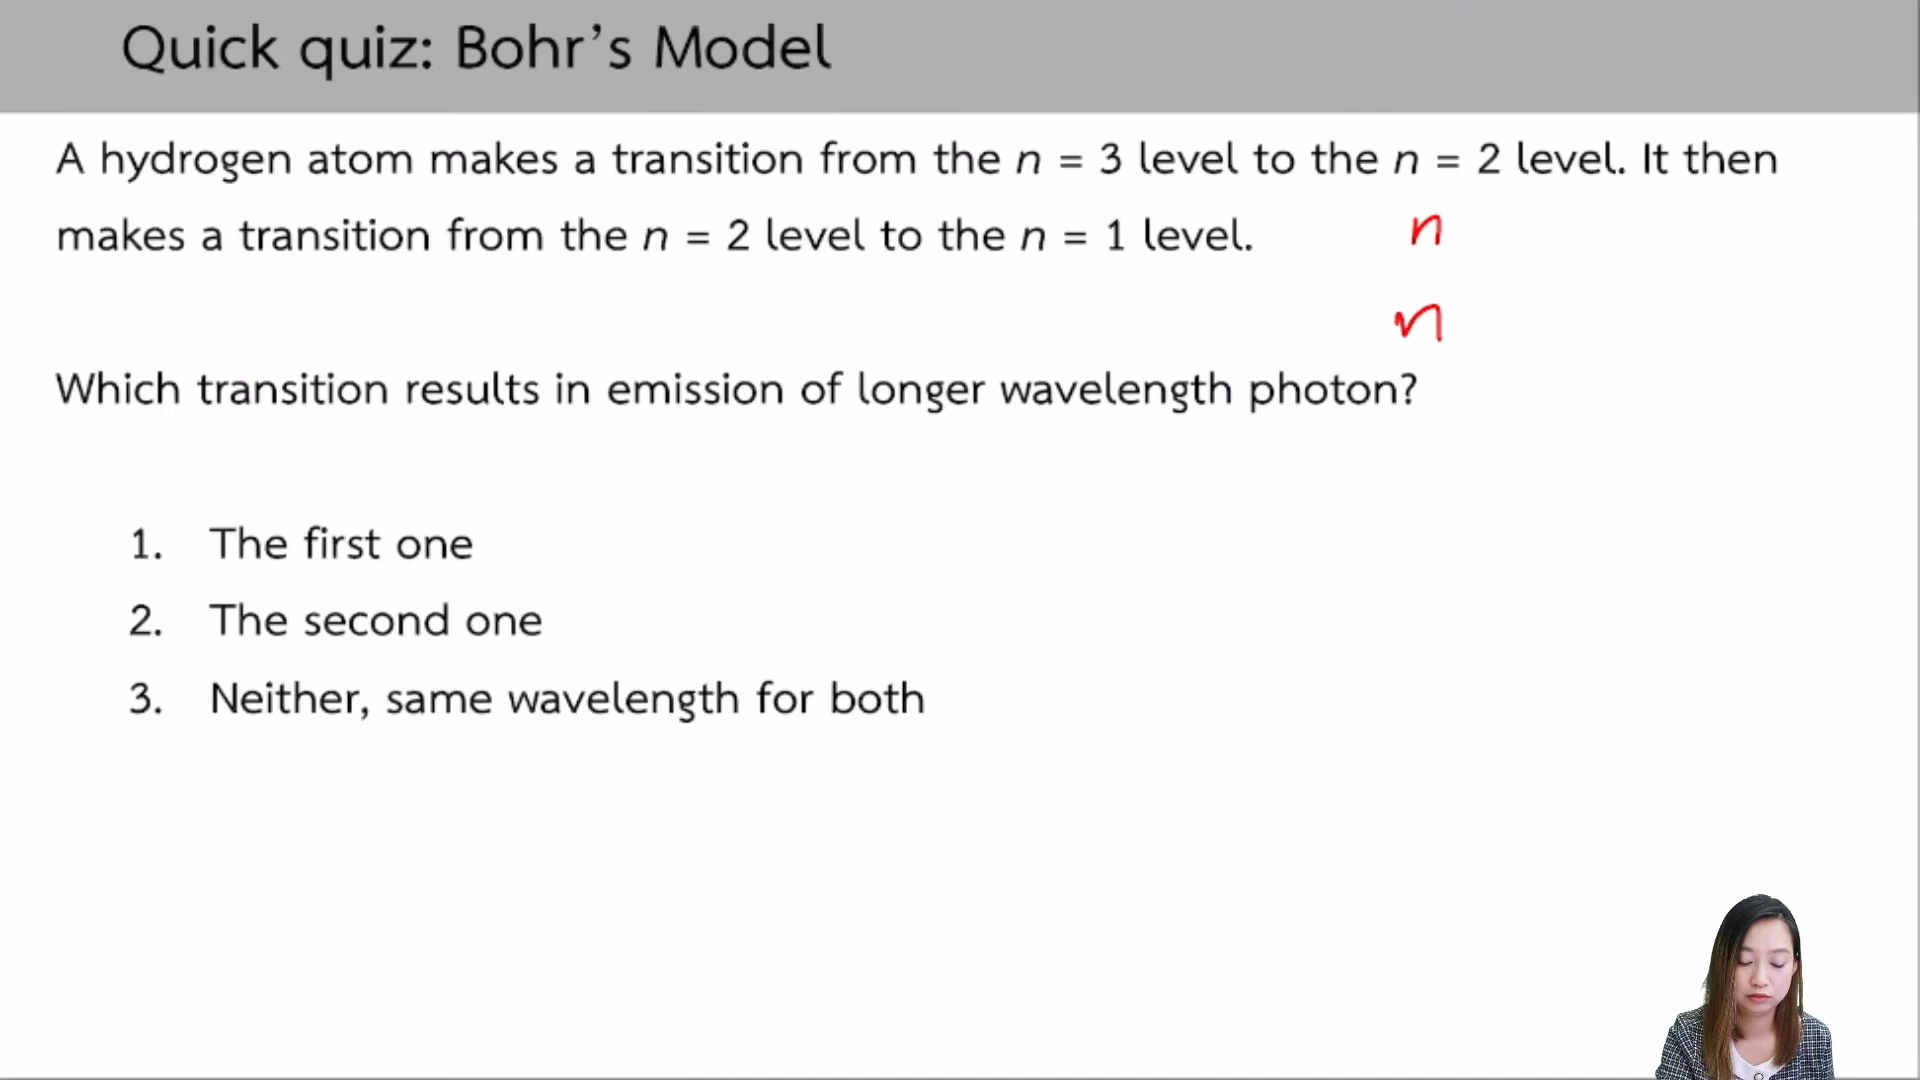 Quick quiz: Bohr’s Model
A hydrogen atom makes a transition from the n = 3 level to the n = 2 level. It then
makes a transition from the n = 2 level to the n = 1 level.
n
n
Which transition results in emission of longer wavelength photon?
1. The first one
2. The second one
3. Neither, same wavelength for both